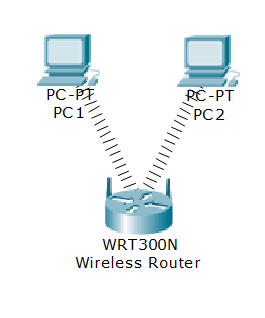 PC-PT
PC1
PC-PT
PC2
WRT300N
Wireless Router